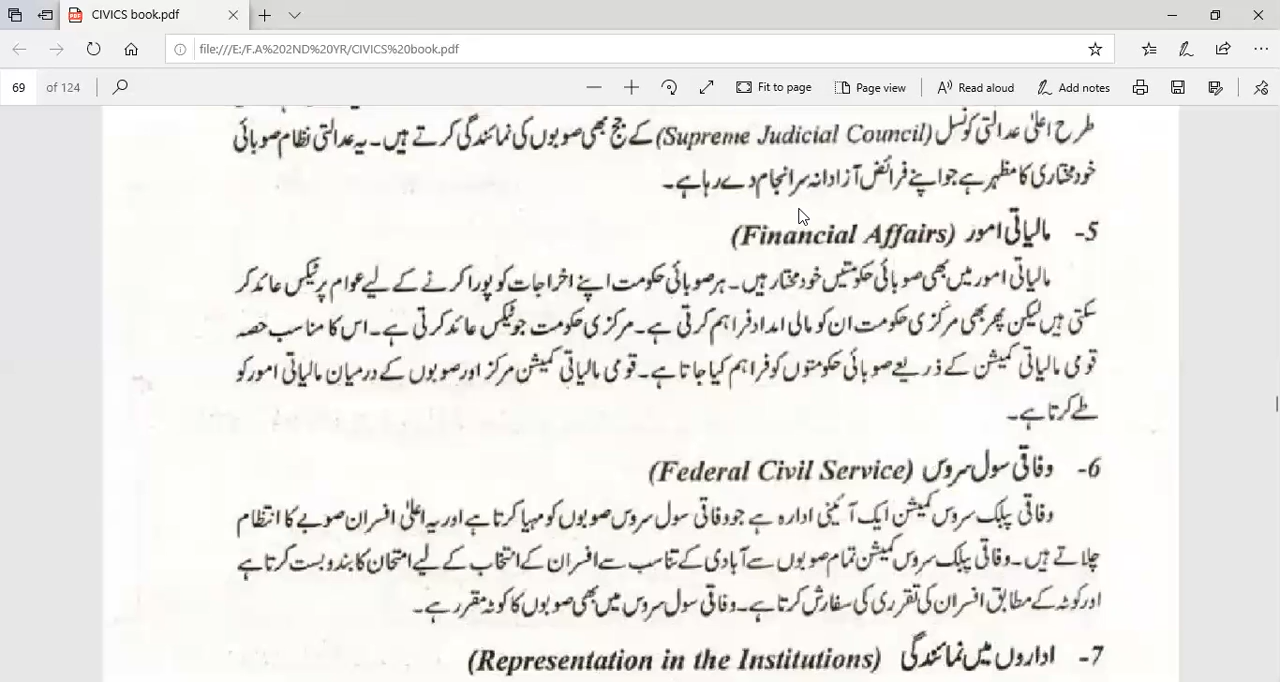 CIVICS book.pdf
file:///E:/F.A%202ND%20YR/CIVICS%20book.pdf
69 of 124 Fit to page Page view Read aloud Add notes
طرح اعلیٰ عدالتی کونسل (Supreme Judicial Council) کے جج بھی صوبوں کی نمائندگی کرتے ہیں۔ یہ عدالتی نظام صوبائی
خودمختاری کا مظہر ہے جو اپنے فرائض آزادانہ سرانجام دے رہا ہے۔
5- مالیاتی امور (Financial Affairs)
مالیاتی امور میں بھی صوبائی حکومتیں خودمختار ہیں۔ ہر صوبائی حکومت اپنے اخراجات کو پورا کرنے کے لیے عوام پر ٹیکس عائد کر
سکتی ہیں لیکن پھر بھی مرکزی حکومت ان کو مالی امداد فراہم کرتی ہے۔ مرکزی حکومت جو ٹیکس عائد کرتی ہے۔ اس کا مناسب حصہ
قومی مالیاتی کمیشن کے ذریعے صوبائی حکومتوں کو فراہم کیا جاتا ہے۔ قومی مالیاتی کمیشن مرکز اور صوبوں کے درمیان مالیاتی امور کو
طے کرتا ہے۔
6- وفاقی سول سروس (Federal Civil Service)
وفاقی پبلک سروس کمیشن ایک آئینی ادارہ ہے جو وفاقی سول سروس صوبوں کو مہیا کرتا ہے اور یہ اعلیٰ افسران صوبے کا انتظام
چلاتے ہیں۔ وفاقی پبلک سروس کمیشن تمام صوبوں سے آبادی کے تناسب سے افسران کے انتخاب کے لیے امتحان کا بندوبست کرتا ہے
اور کوٹہ کے مطابق افسران کی تقرری کی سفارش کرتا ہے۔ وفاقی سول سروس میں بھی صوبوں کا کوٹہ مقرر ہے۔
7- اداروں میں نمائندگی (Representation in the Institutions)